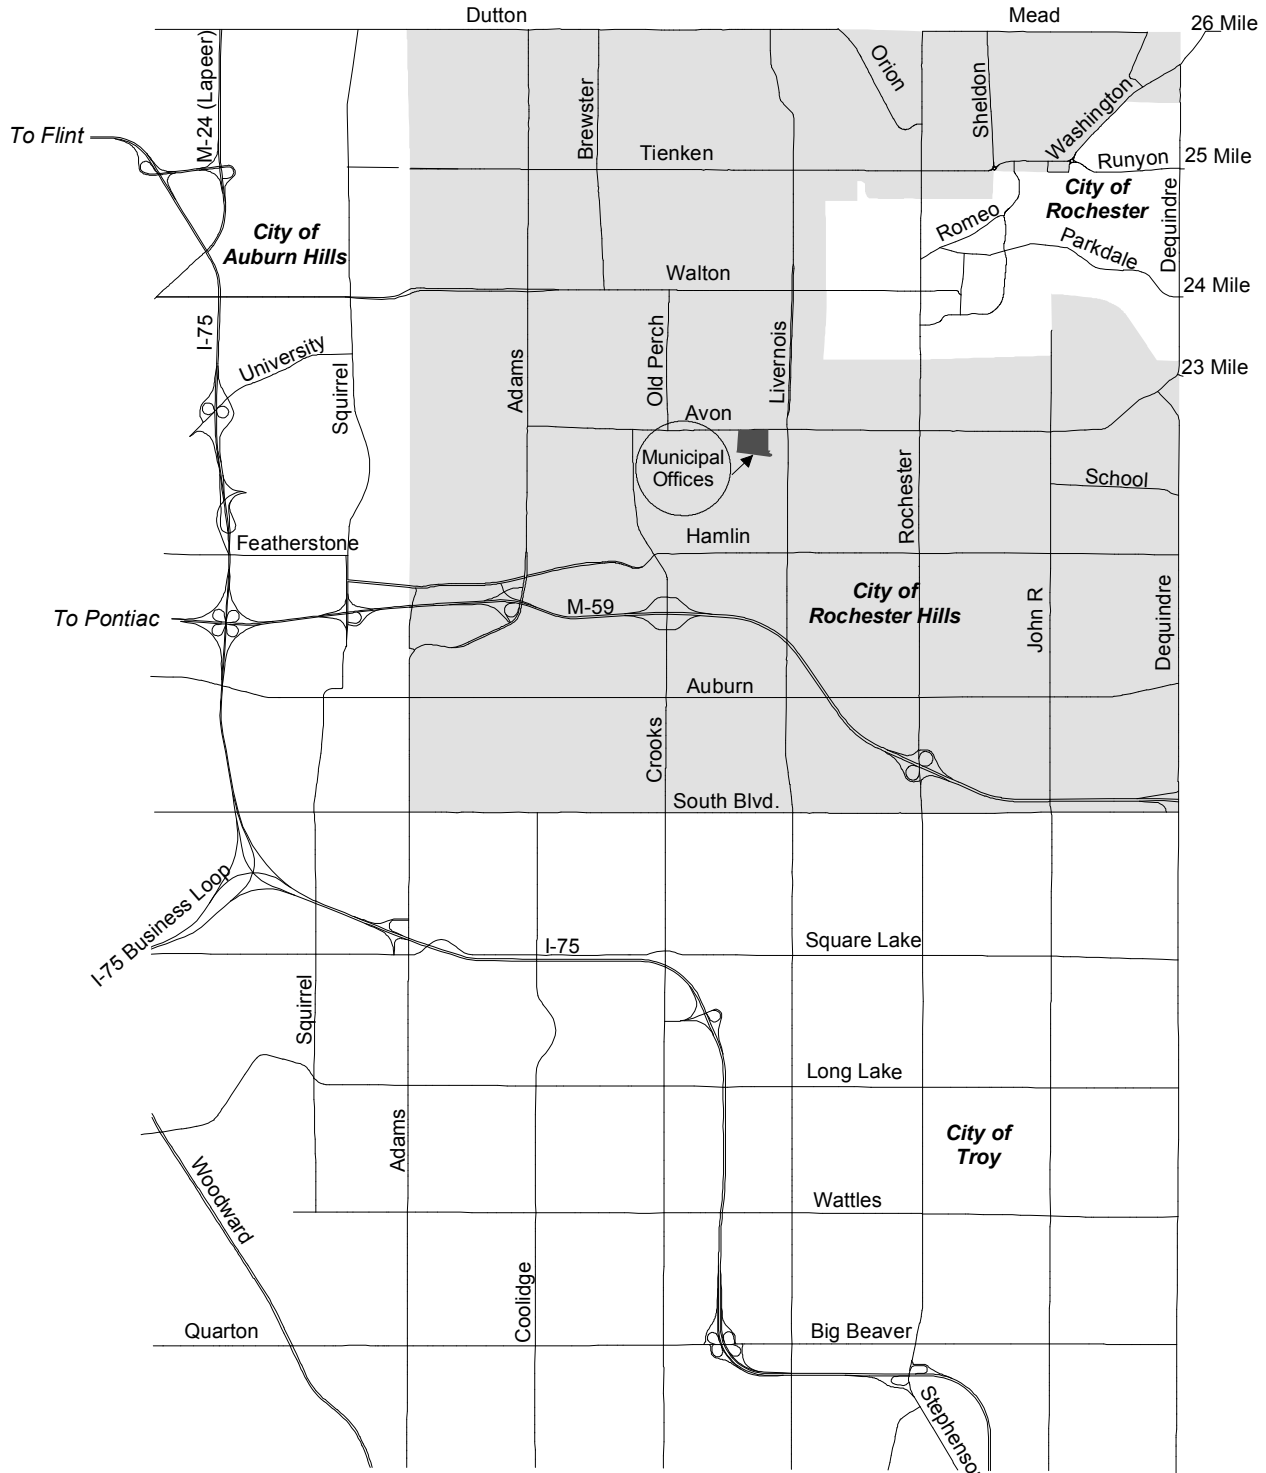 Dutton
Mead
26 Mile
M-24 (Lapeer)
Orion
Sheldon
Brewster
Washington
To Flint
Tienken
Runyon
25 Mile
City of
Rochester
Dequindre
Romeo
Parkdale
City of
Auburn Hills
Walton
24 Mile
I-75
University
Squirrel
Adams
Old Perch
Livernois
23 Mile
Avon
Municipal
Offices
Rochester
School
Hamlin
Featherstone
To Pontiac
M-59
City of
Rochester Hills
John R
Dequindre
Auburn
Crooks
South Blvd.
I-75 Business Loop
I-75
Square Lake
Squirrel
Long Lake
Adams
City of
Troy
Woodward
Wattles
Coolidge
Quarton
Big Beaver
Stephenso